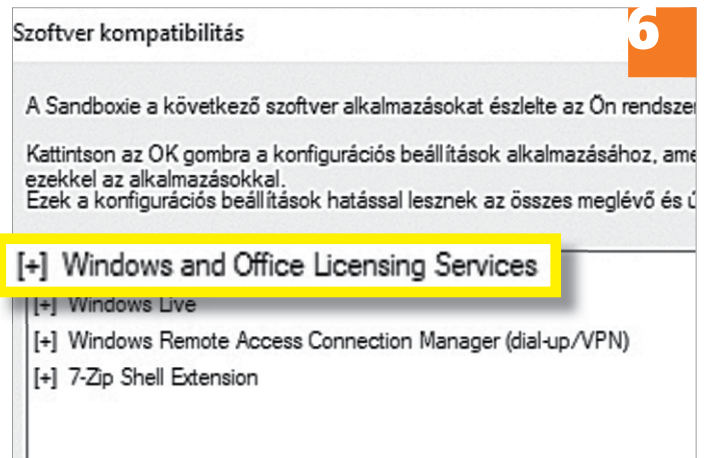 Szoftver kompatibilitás
6
A Sandboxie a következő szoftver alkalmazásokat észlelte az Ön
Kattintson az OK gombra a konfigurációs beállítások alkalmazásához,
ezekkel az alkalmazásokkal.
Ezek a konfigurációs beállítások hatással lesznek az összes meglévő és
[+] Windows and Office Licensing Services
[+] Windows Live
[+] Windows Remote Access Connection Manager (dial-up/VPN)
[+] 7-Zip Shell Extension